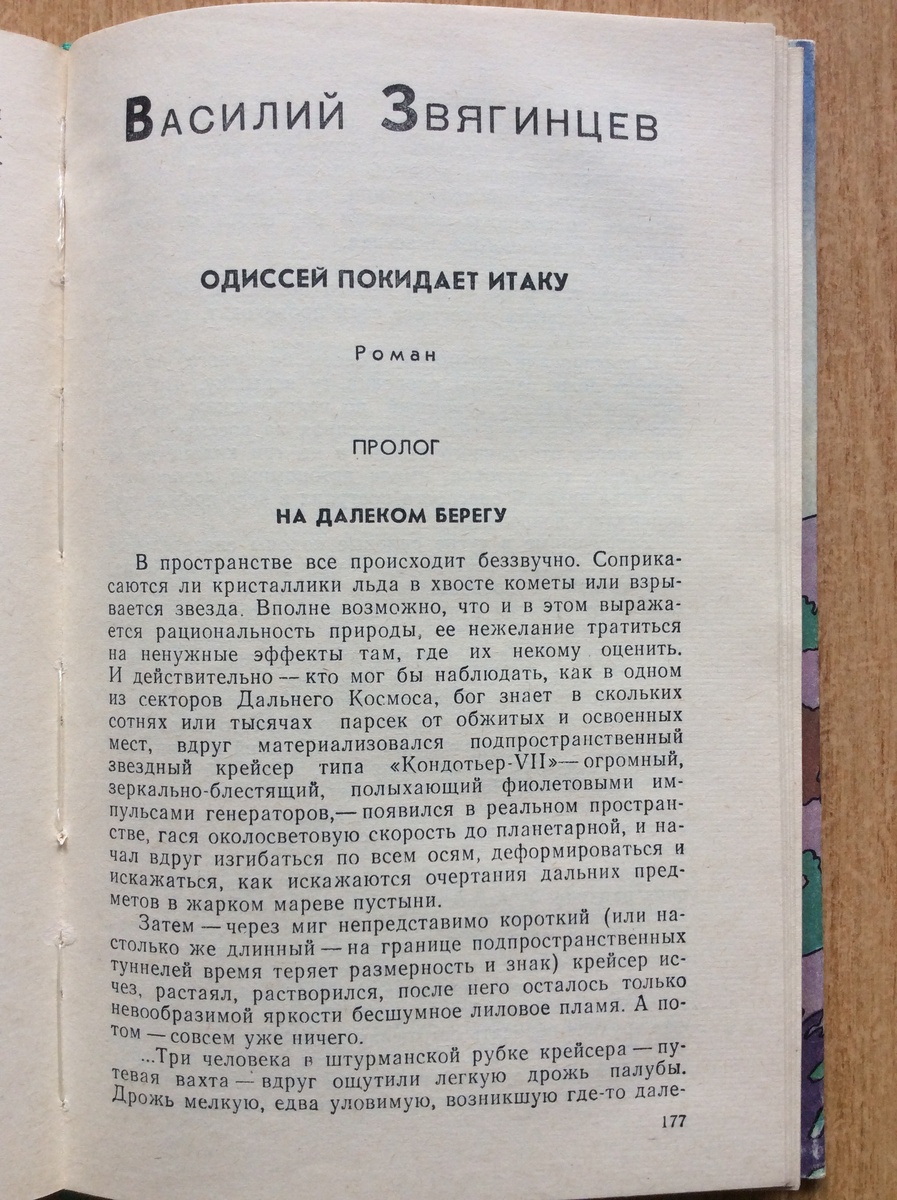 ВАСИЛИЙ ЗВЯГИНЦЕВ
ОДИССЕЙ ПОКИДАЕТ ИТАКУ
Роман
ПРОЛОГ
НА ДАЛЕКОМ БЕРЕГУ
В пространстве все происходит беззвучно. Соприка-
саются ли кристаллики льда в хвосте кометы или взры-
вается звезда. Вполне возможно, что и в этом выража-
ется рациональность природы, ее нежелание тратиться
на ненужные эффекты там, где их некому оценить.
И действительно — кто мог бы наблюдать, как в одном
из секторов Дальнего Космоса, бог знает в скольких
сотнях или тысячах парсек от обжитых и освоенных
мест, вдруг материализовался подпространственный
звездный крейсер типа «Кондотьер-VII» — огромный,
зеркально-блестящий, полыхающий фиолетовыми им-
пульсами генераторов,— появился в реальном простран-
стве, гася околосветовую скорость до планетарной, и на-
чал вдруг изгибаться по всем осям, деформироваться и
искажаться, как искажаются очертания дальних пред-
метов в жарком мареве пустыни.
Затем — через миг непредставимо короткий (или на-
столько же длинный — на границе подпространственных
туннелей время теряет размерность и знак) крейсер ис-
чез, растаял, растворился, после него осталось только
невообразимой яркости бесшумное лиловое пламя. А по-
том — совсем уже ничего.
...Три человека в штурманской рубке крейсера — пу-
тевая вахта — вдруг ощутили легкую дрожь палубы.
Дрожь мелкую, едва уловимую, возникшую где-то дале-
177